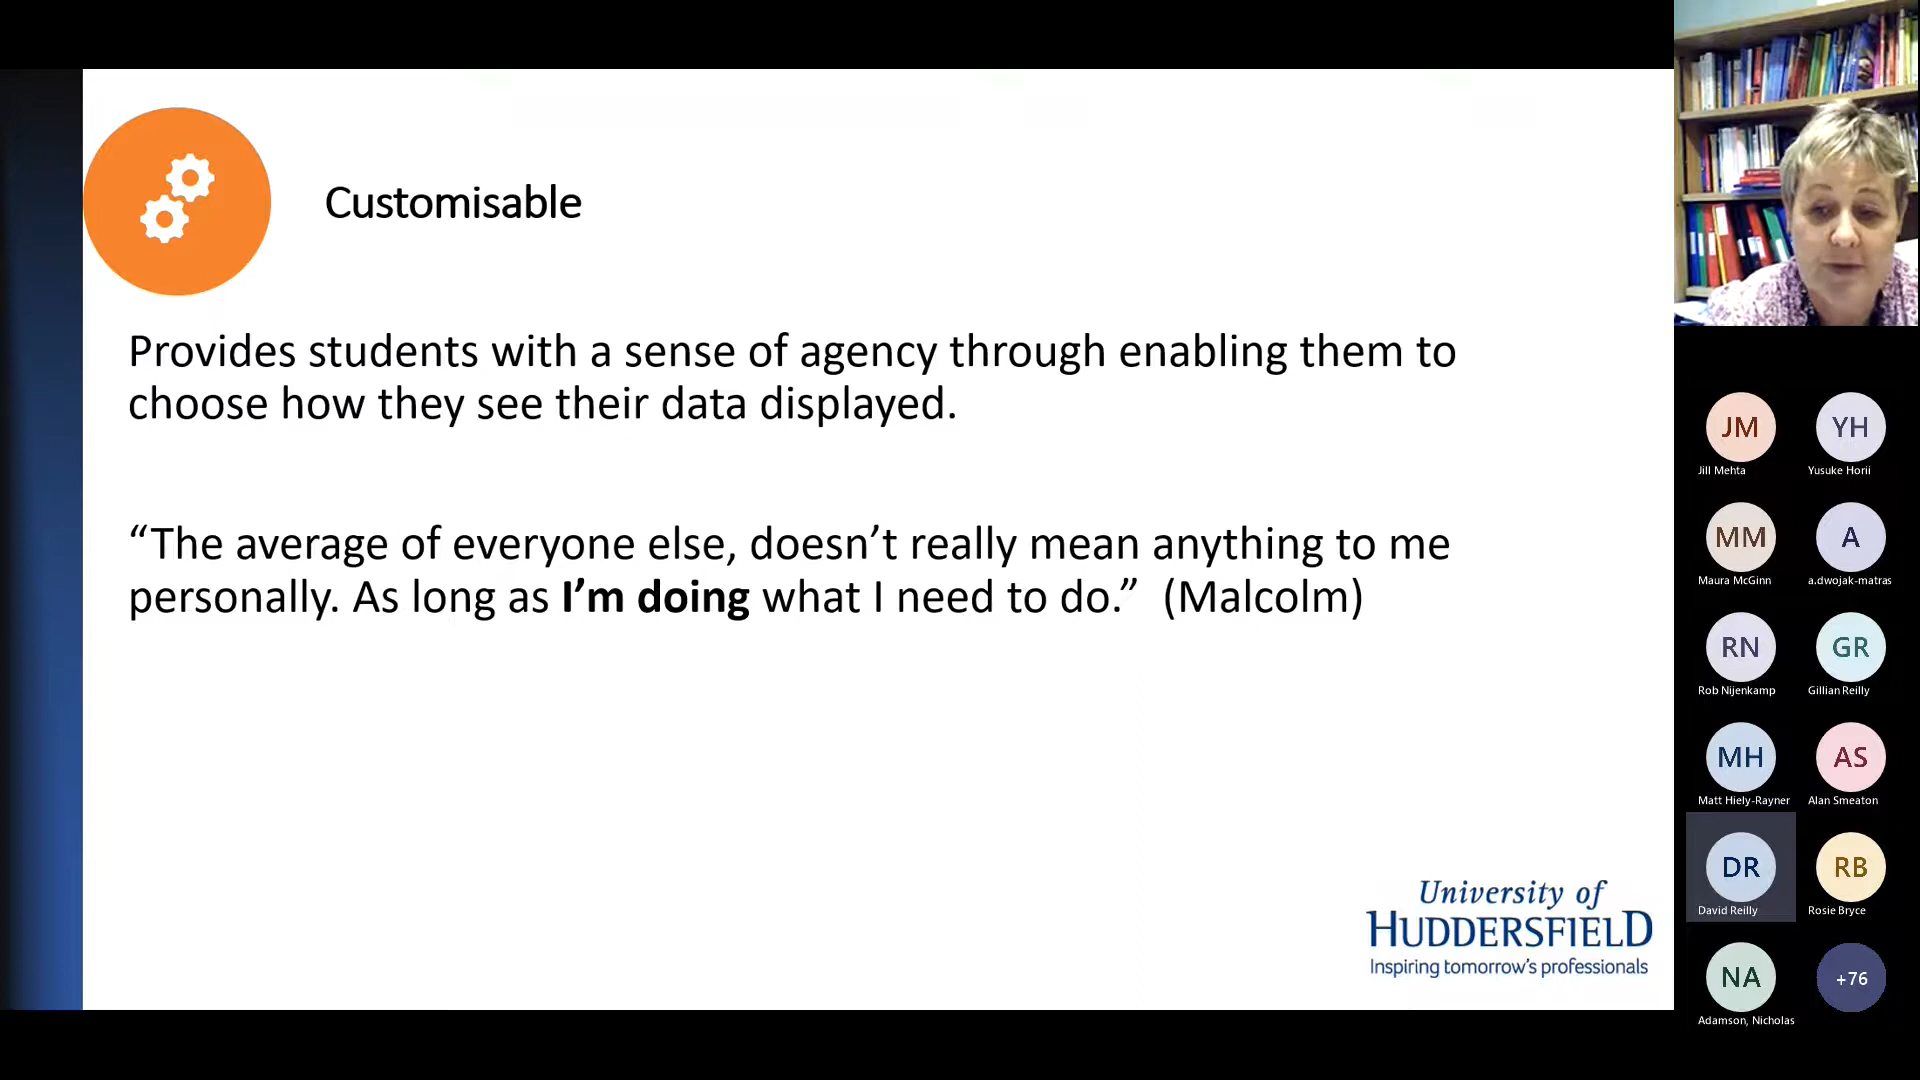 Customisable
Provides students with a sense of agency through enabling them to
choose how they see their data displayed.
“The average of everyone else, doesn’t really mean anything to me
personally. As long as I’m doing what I need to do.” (Malcolm)
University of
HUDDERSFIELD
Inspiring tomorrow’s professionals
JM
Jill Mehta
YH
Yusuke Horii
MM
Maura McGinn
A
a.dwojak-matras
RN
Rob Nijenkamp
GR
Gillian Reilly
MH
Matt Hiely-Rayner
AS
Alan Smeaton
DR
David Reilly
RB
Rosie Bryce
NA
Adamson, Nicholas
+76